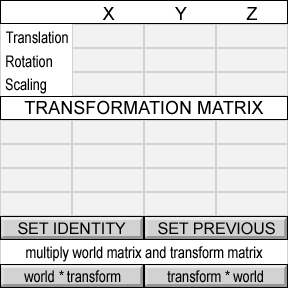 X Y Z
Translation
Rotation
Scaling
TRANSFORMATION MATRIX
SET IDENTITY SET PREVIOUS
multiply world matrix and transform matrix
world * transform transform * world